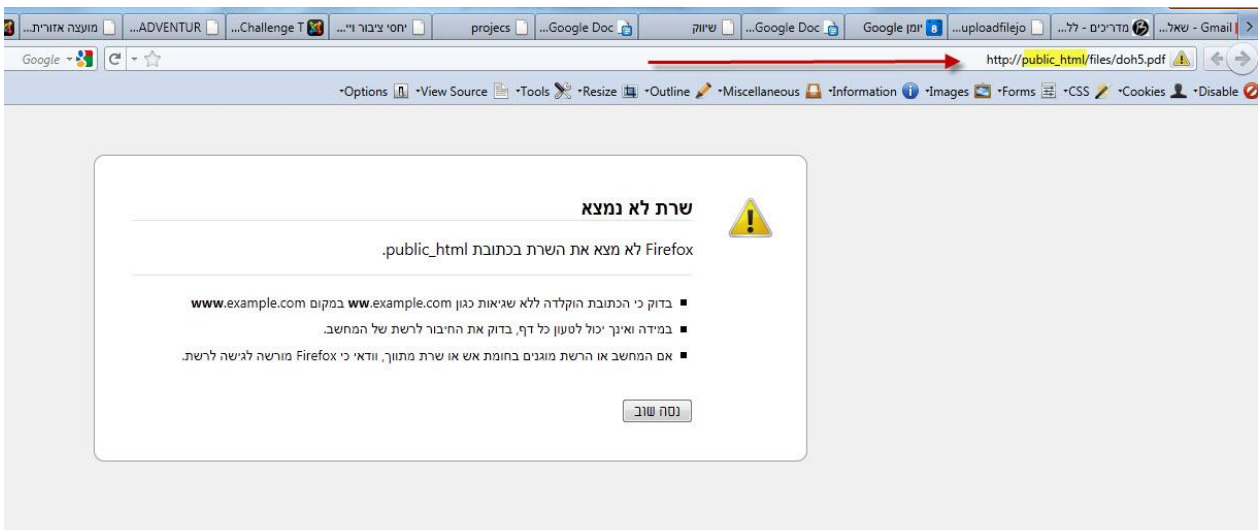 Gmail - שאל...
מדריכים - לל...
uploadfilejo...
יומן Google
Google Doc...
שיווק
Google Doc...
projecs
יחסי ציבור ויי"...
Challenge T...
ADVENTUR...
מועצה אזורית...
http://public_html/files/doh5.pdf
Google
Disable Cookies CSS Forms Images Information Miscellaneous Outline Resize Tools View Source Options
שרת לא נמצא
Firefox לא מצא את השרת בכתובת public_html.
בדוק כי הכתובת הוקלדה ללא שגיאות כגון ww.example.com במקום www.example.com
במידה ואינך יכול לטעון כל דף, בדוק את החיבור לרשת של המחשב.
אם המחשב או הרשת מוגנים בחומת אש או שרת מתווך, וודאי כי Firefox מורשה לגישה לרשת.
נסה שוב